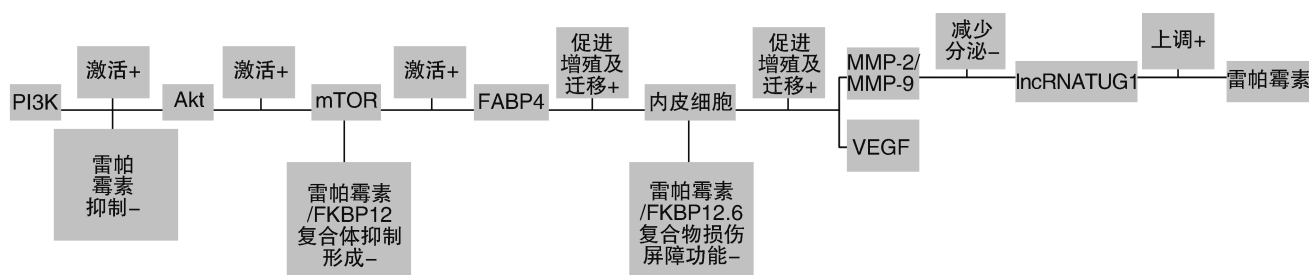 PI3K
激活+
雷帕
霉素
抑制−
Akt
激活+
mTOR
雷帕霉素
/FKBP12
复合体抑制
形成−
激活+
FABP4
促进
增殖及
迁移+
内皮细胞
雷帕霉素
/FKBP12.6
复合物损伤
屏障功能−
促进
增殖及
迁移+
MMP-2/
MMP-9
VEGF
减少
分泌−
lncRNATUG1
上调+
雷帕霉素